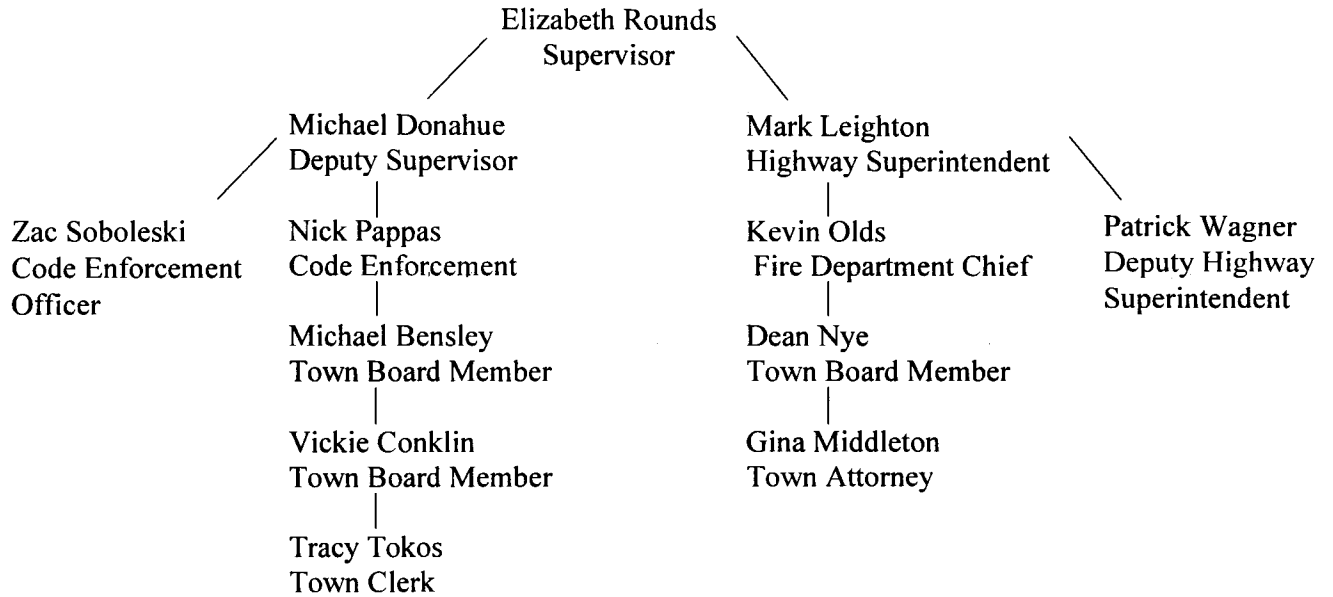 Elizabeth Rounds
Supervisor
Michael Donahue
Deputy Supervisor
Mark Leighton
Highway Superintendent
Zac Soboleski
Code Enforcement
Officer
Nick Pappas
Code Enforcement
Kevin Olds
Fire Department Chief
Patrick Wagner
Deputy Highway
Superintendent
Michael Bensley
Town Board Member
Dean Nye
Town Board Member
Vickie Conklin
Town Board Member
Gina Middleton
Town Attorney
Tracy Tokos
Town Clerk